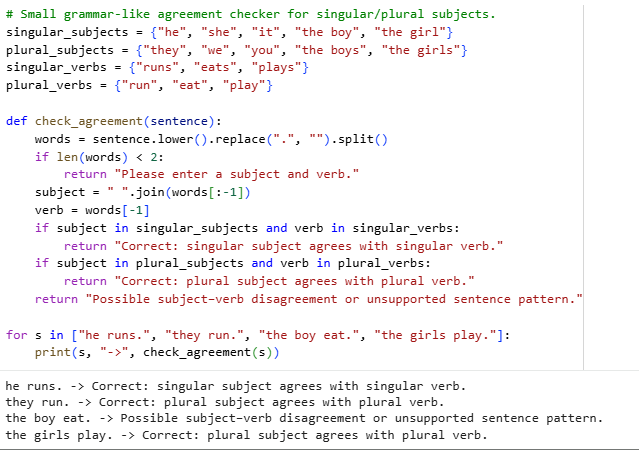 # Small grammar-like agreement checker for singular/plural subjects.
singular_subjects = {"he", "she", "it", "the boy", "the girl"}
plural_subjects = {"they", "we", "you", "the boys", "the girls"}
singular_verbs = {"runs", "eats", "plays"}
plural_verbs = {"run", "eat", "play"}

def check_agreement(sentence):
    words = sentence.lower().replace(".", "").split()
    if len(words) < 2:
        return "Please enter a subject and verb."
    subject = " ".join(words[:-1])
    verb = words[-1]
    if subject in singular_subjects and verb in singular_verbs:
        return "Correct: singular subject agrees with singular verb."
    if subject in plural_subjects and verb in plural_verbs:
        return "Correct: plural subject agrees with plural verb."
    return "Possible subject–verb disagreement or unsupported sentence pattern."

for s in ["he runs.", "they run.", "the boy eat.", "the girls play."]:
    print(s, "->", check_agreement(s))

he runs. -> Correct: singular subject agrees with singular verb.
they run. -> Correct: plural subject agrees with plural verb.
the boy eat. -> Possible subject–verb disagreement or unsupported sentence pattern.
the girls play. -> Correct: plural subject agrees with plural verb.